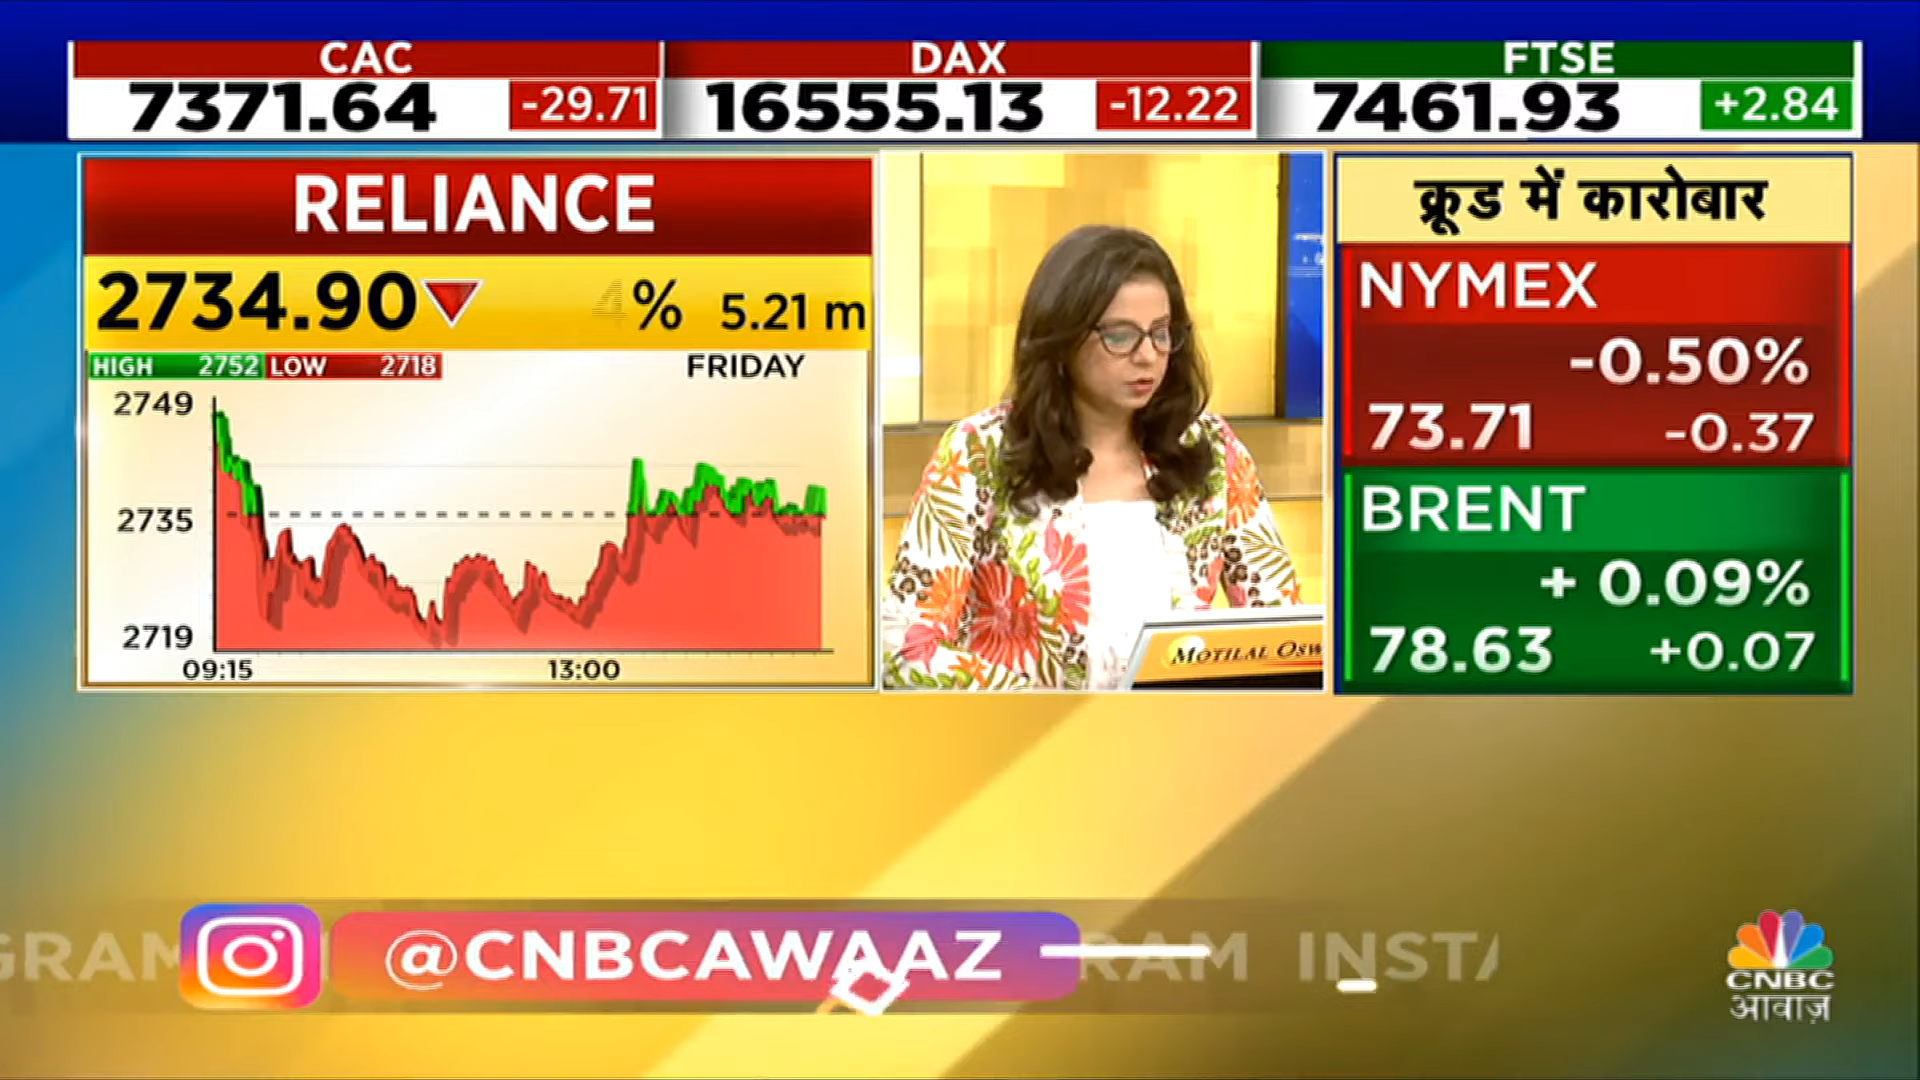 CAC
7371.64 -29.71
DAX
16555.13 -12.22
FTSE
7461.93 +2.84
RELIANCE
2734.90 % 5.21 m
HIGH 2752 LOW 2718 FRIDAY
2749
2735
2719
09:15 13:00
MOTILAL
क्रूड में कारोबार
NYMEX
-0.50%
73.71 -0.37
BRENT
+ 0.09%
78.63 +0.07
@CNBCAWAAZ
CNBC
आवाज़